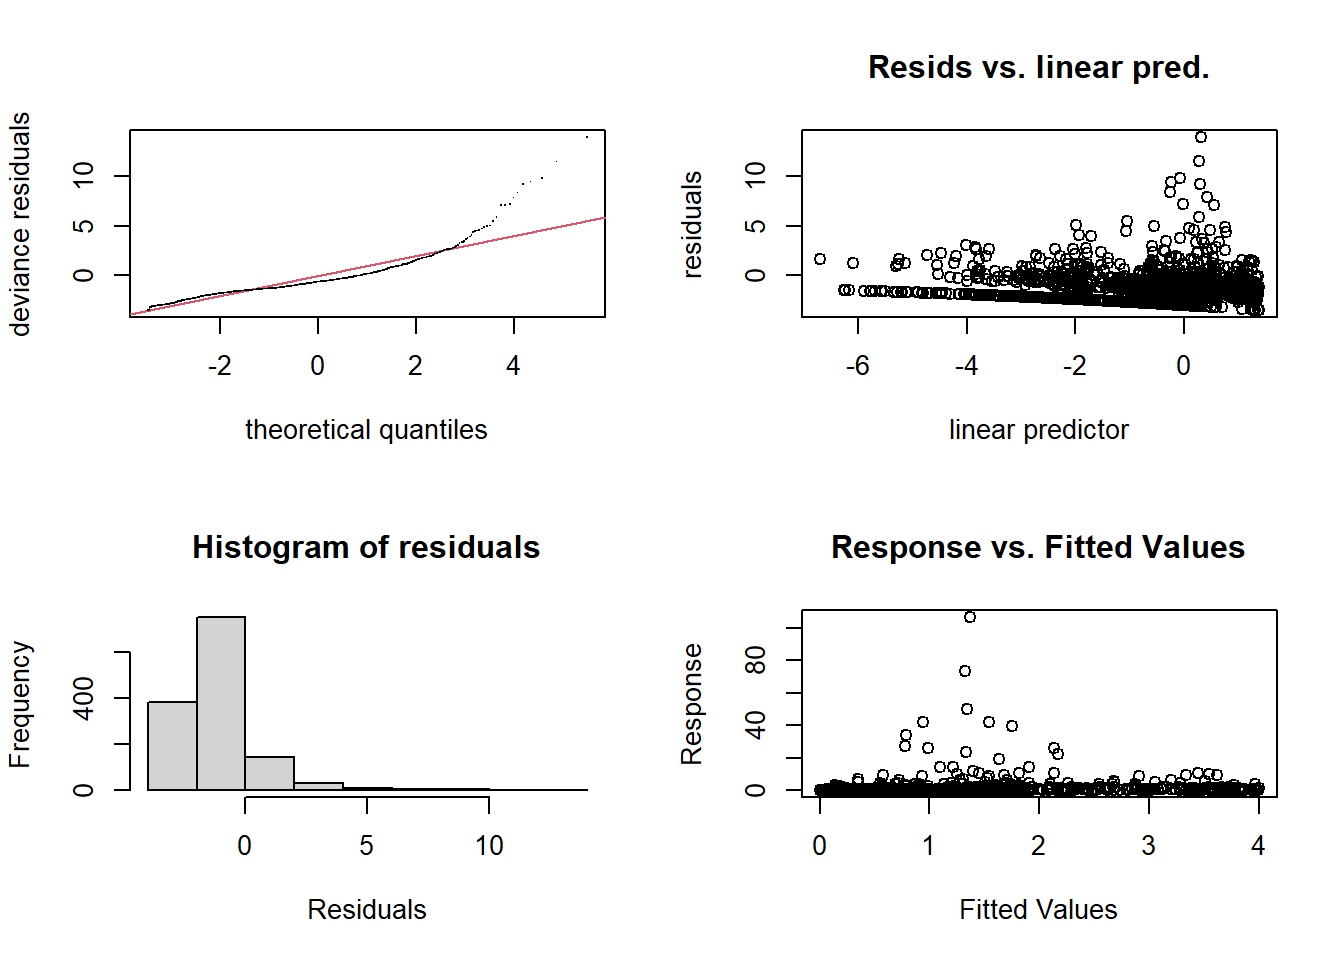 deviance residuals
10
5
0
-2 0 2 4
theoretical quantiles
Resids vs. linear pred.
residuals
10
5
0
-6 -4 -2 0
linear predictor
Histogram of residuals
Frequency
400
0
0 5 10
Residuals
Response vs. Fitted Values
Response
80
40
0
0 1 2 3 4
Fitted Values